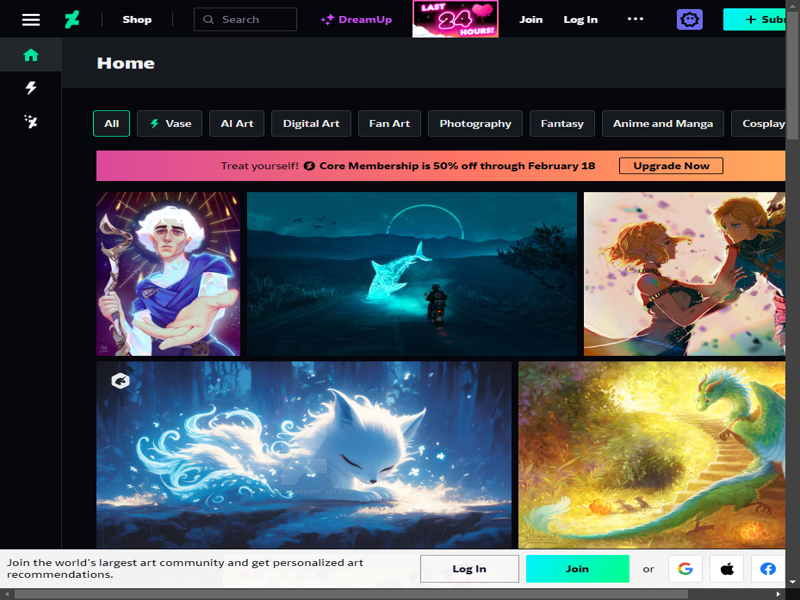 Shop
Search
DreamUp
LAST
24
HOURS!
Join
Log In
Home
All
Vase
AI Art
Digital Art
Fan Art
Photography
Fantasy
Anime and Manga
Cosplay
Treat yourself! Core Membership is 50% off through February 18
Upgrade Now
Join the world's largest art community and get personalized art
recommendations.
Log In
Join
or